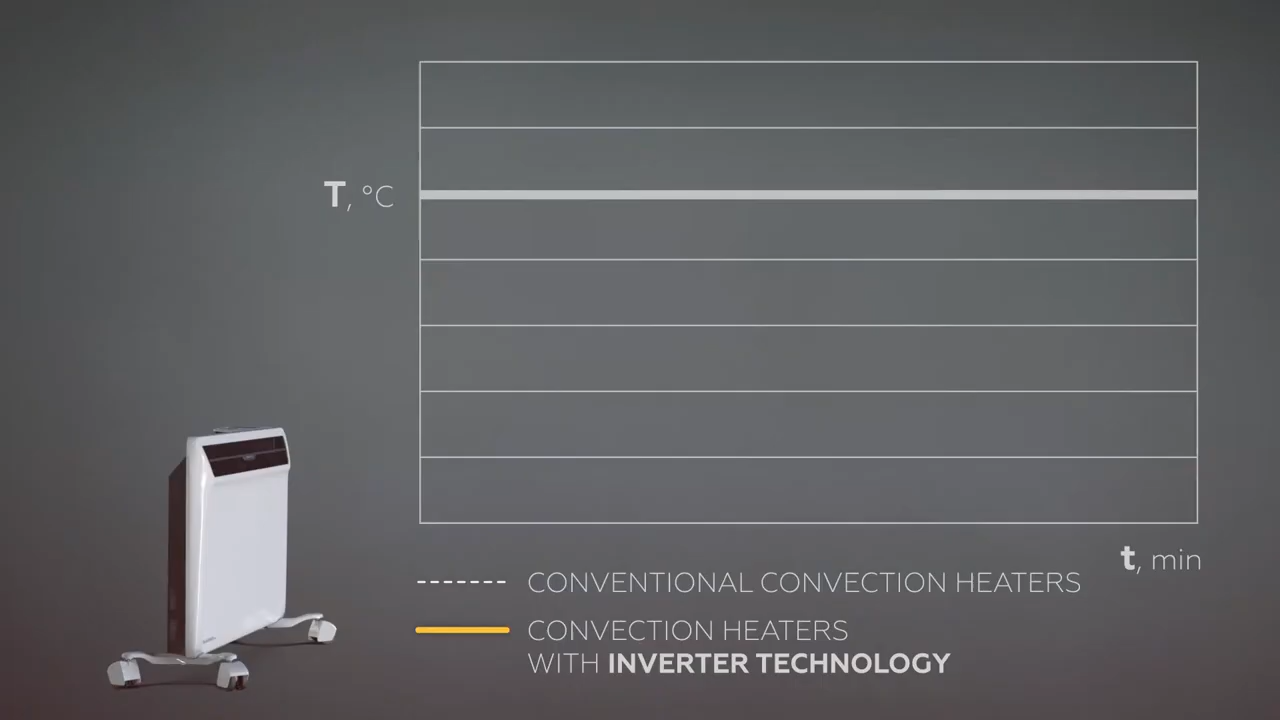 T, °C
t, min
CONVENTIONAL CONVECTION HEATERS
CONVECTION HEATERS
WITH INVERTER TECHNOLOGY